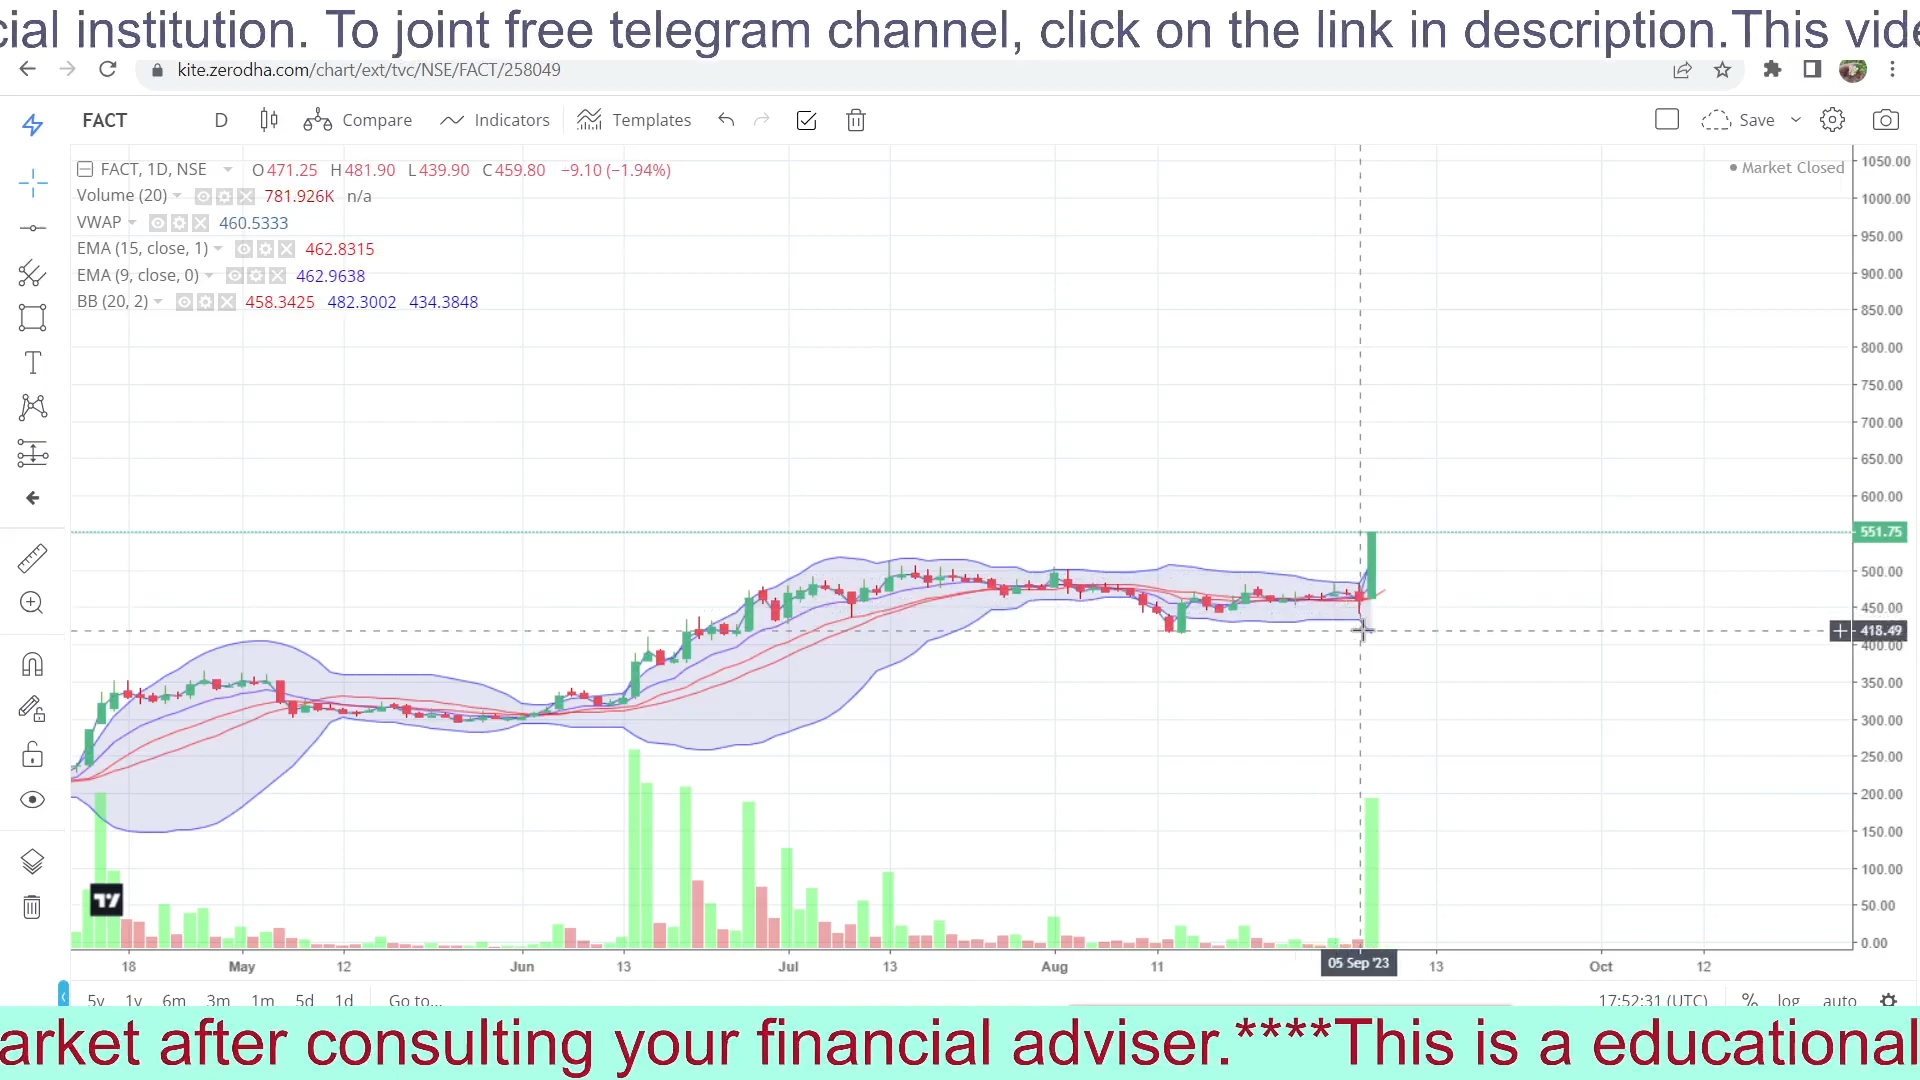 cial institution. To joint free telegram channel, click on the link in description.This vide
kite.zerodha.com/chart/ext/tvc/NSE/FACT/258049
FACT D Compare Indicators Templates Save
FACT, 1D, NSE O471.25 H481.90 L439.90 C459.80 −9.10 (−1.94%)
Market Closed
Volume (20) 781.926K n/a
VWAP 460.5333
EMA (15, close, 1) 462.8315
EMA (9, close, 0) 462.9638
BB (20, 2) 458.3425 482.3002 434.3848
1050.00
1000.00
950.00
900.00
850.00
800.00
750.00
700.00
650.00
600.00
551.75
500.00
450.00
418.49
400.00
350.00
300.00
250.00
200.00
150.00
100.00
50.00
0.00
18 May 12 Jun 13 Jul 13 Aug 11 05 Sep '23 13 Oct 12
5y 1y 6m 3m 1m 5d 1d Go to... 17:52:31 (UTC) % log auto
arket after consulting your financial adviser.****This is a educational